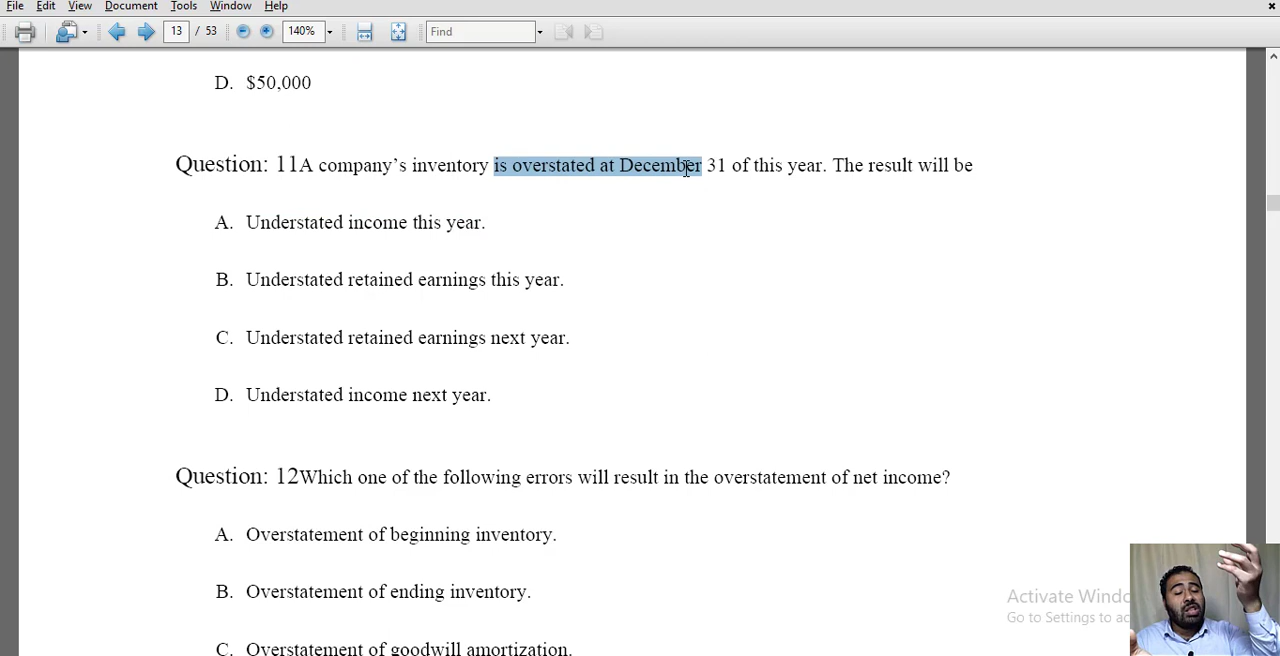 File Edit View Document Tools Window Help
13 / 53 140% Find
D. $50,000
Question: 11A company’s inventory is overstated at December 31 of this year. The result will be
A. Understated income this year.
B. Understated retained earnings this year.
C. Understated retained earnings next year.
D. Understated income next year.
Question: 12Which one of the following errors will result in the overstatement of net income?
A. Overstatement of beginning inventory.
B. Overstatement of ending inventory.
Activate
Go to Settings to
C. Overstatement of goodwill amortization.